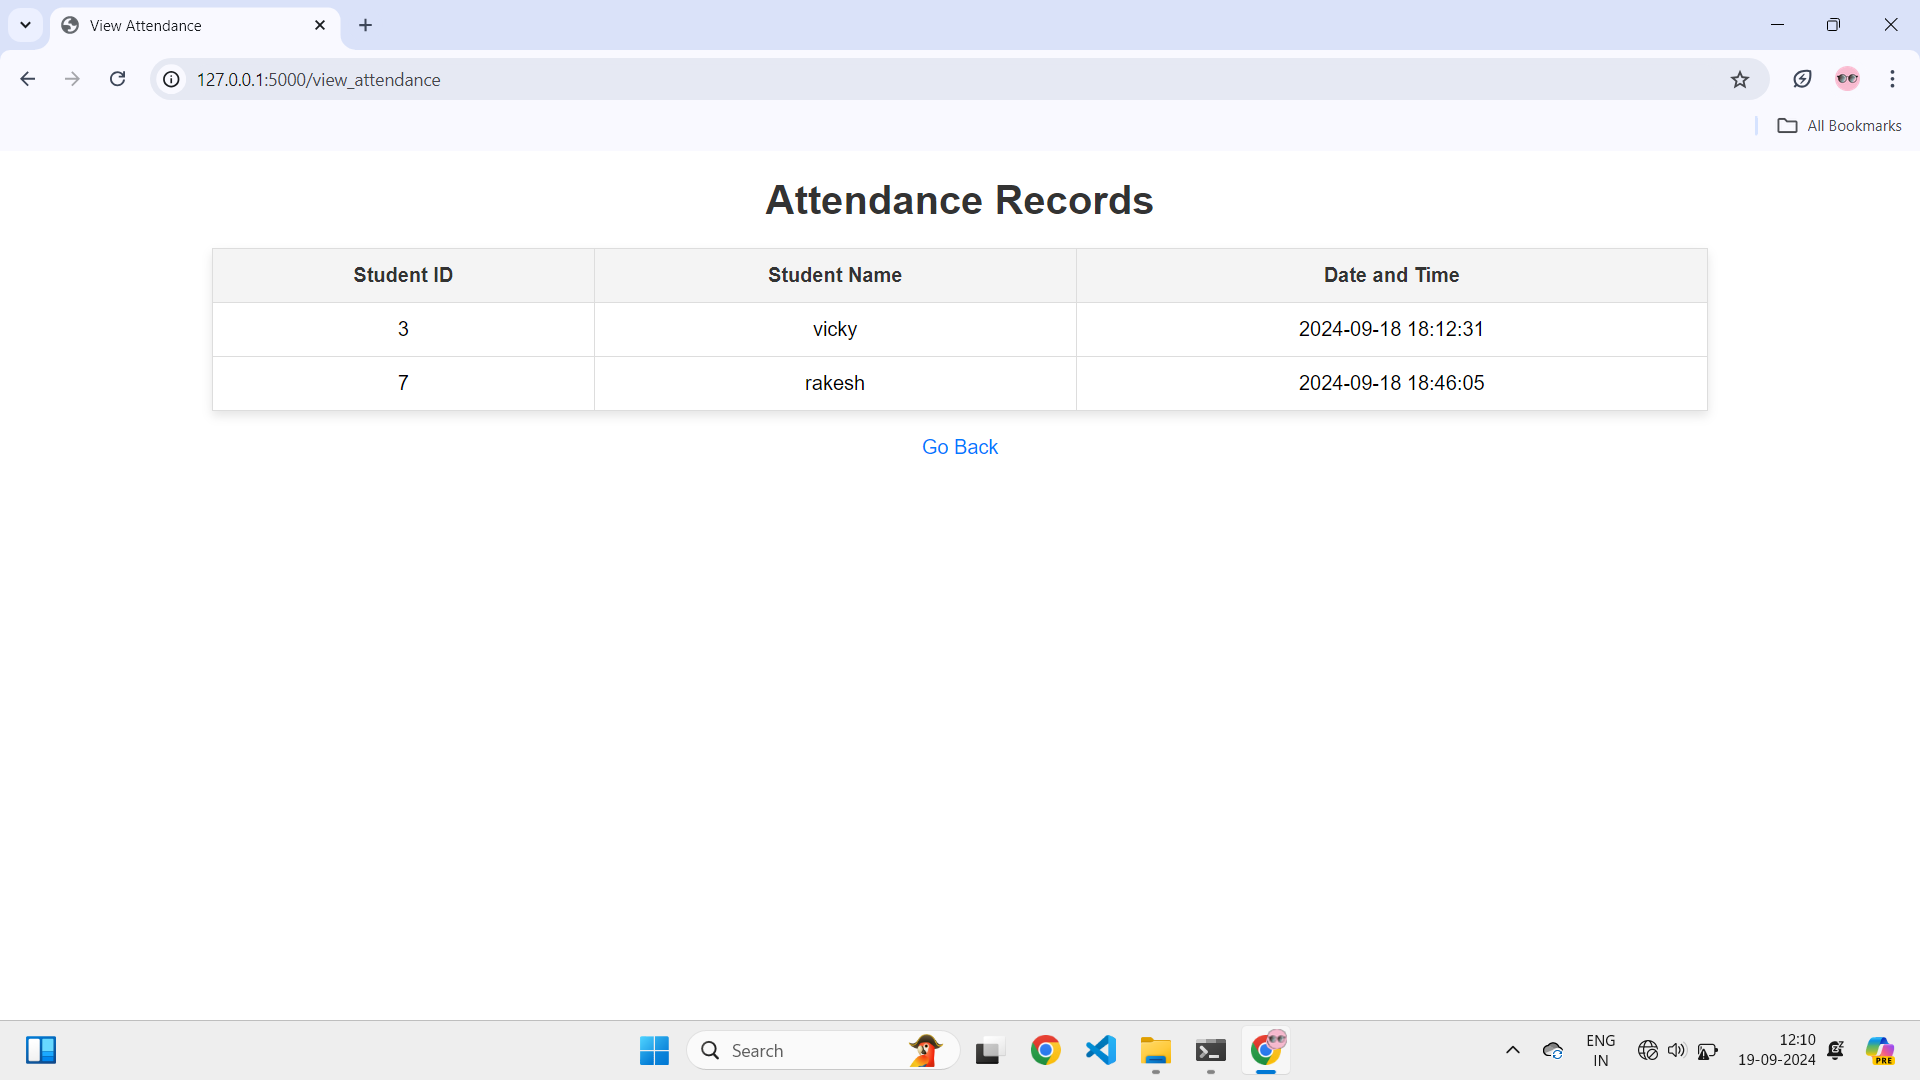 View Attendance
127.0.0.1:5000/view_attendance
All Bookmarks
Attendance Records
Student ID Student Name Date and Time
3 vicky 2024-09-18 18:12:31
7 rakesh 2024-09-18 18:46:05
Go Back
Search
ENG
IN
12:10
19-09-2024
PRE